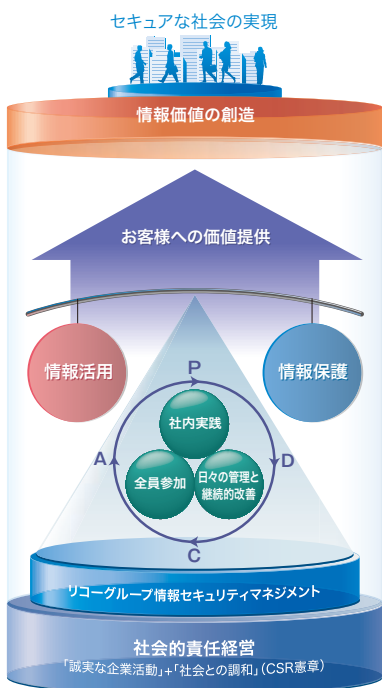 セキュアな社会の実現
情報価値の創造
お客様への価値提供
情報活用
情報保護
P
社内実践
A
D
全員参加
日々の管理と
継続的改善
C
リコーグループ情報セキュリティマネジメント
社会的責任経営
「誠実な企業活動」+「社会との調和」(CSR憲章)